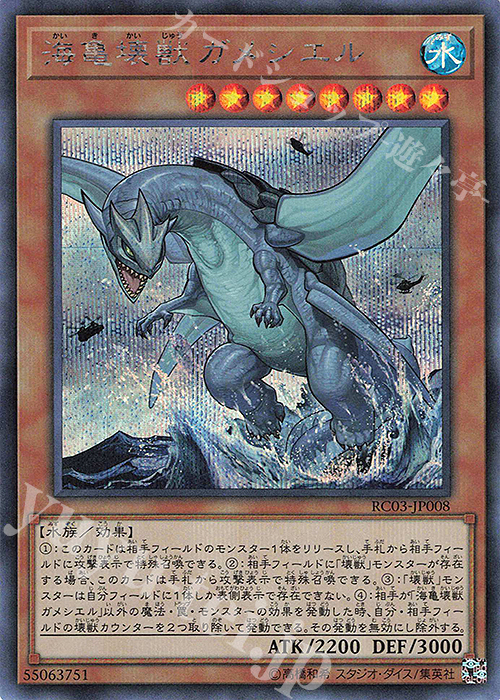 かいきかいじゅう
海亀壊獣ガメシエル
水
RC03-JP008
【水族／効果】
①：このカードは相手フィールドのモンスター１体をリリースし、手札から相手フィールドに攻撃表示で特殊召喚できる。②：相手フィールドに「壊獣」モンスターが存在する場合、このカードは手札から攻撃表示で特殊召喚できる。③：「壊獣」モンスターは自分フィールドに１体しか表側表示で存在できない。④：相手が「海亀壊獣ガメシエル」以外の魔法・罠・モンスターの効果を発動した時、自分・相手フィールドの壊獣カウンターを２つ取り除いて発動できる。その発動を無効にし除外する。
ATK/2200 DEF/3000
55063751
©高橋和希 スタジオ・ダイス/集英社